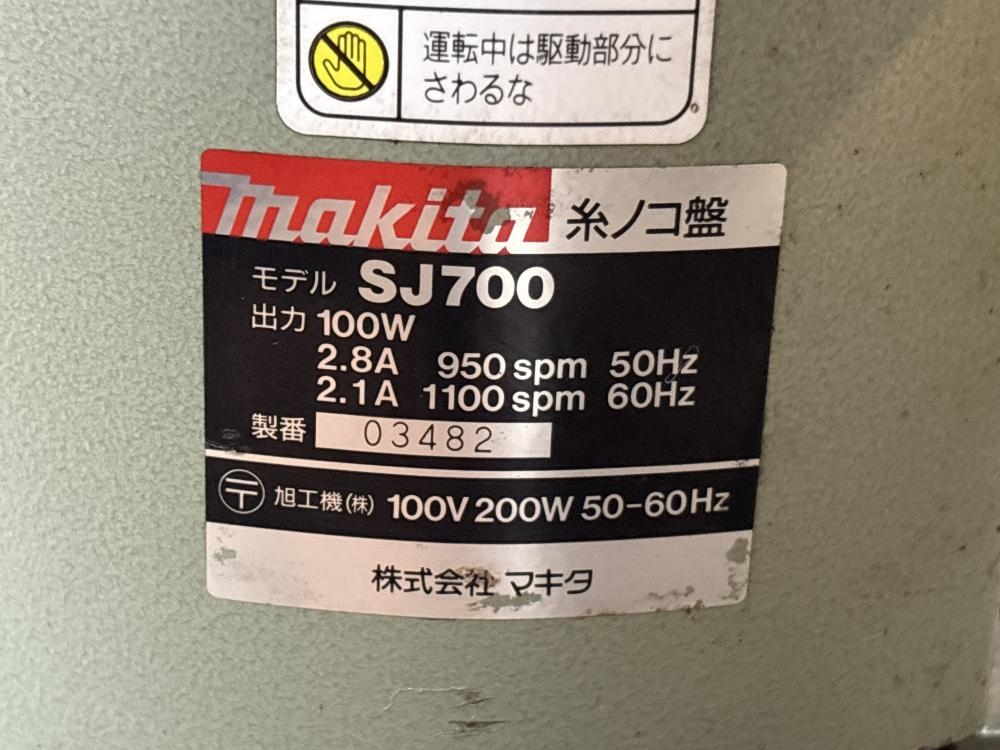 運転中は駆動部分に
さわるな
makita 糸ノコ盤
モデル SJ700
出力 100W
2.8A 950 spm 50Hz
2.1A 1100 spm 60Hz
製番 03482
〒 旭工機(株) 100V 200W 50-60Hz
株式会社 マキタ